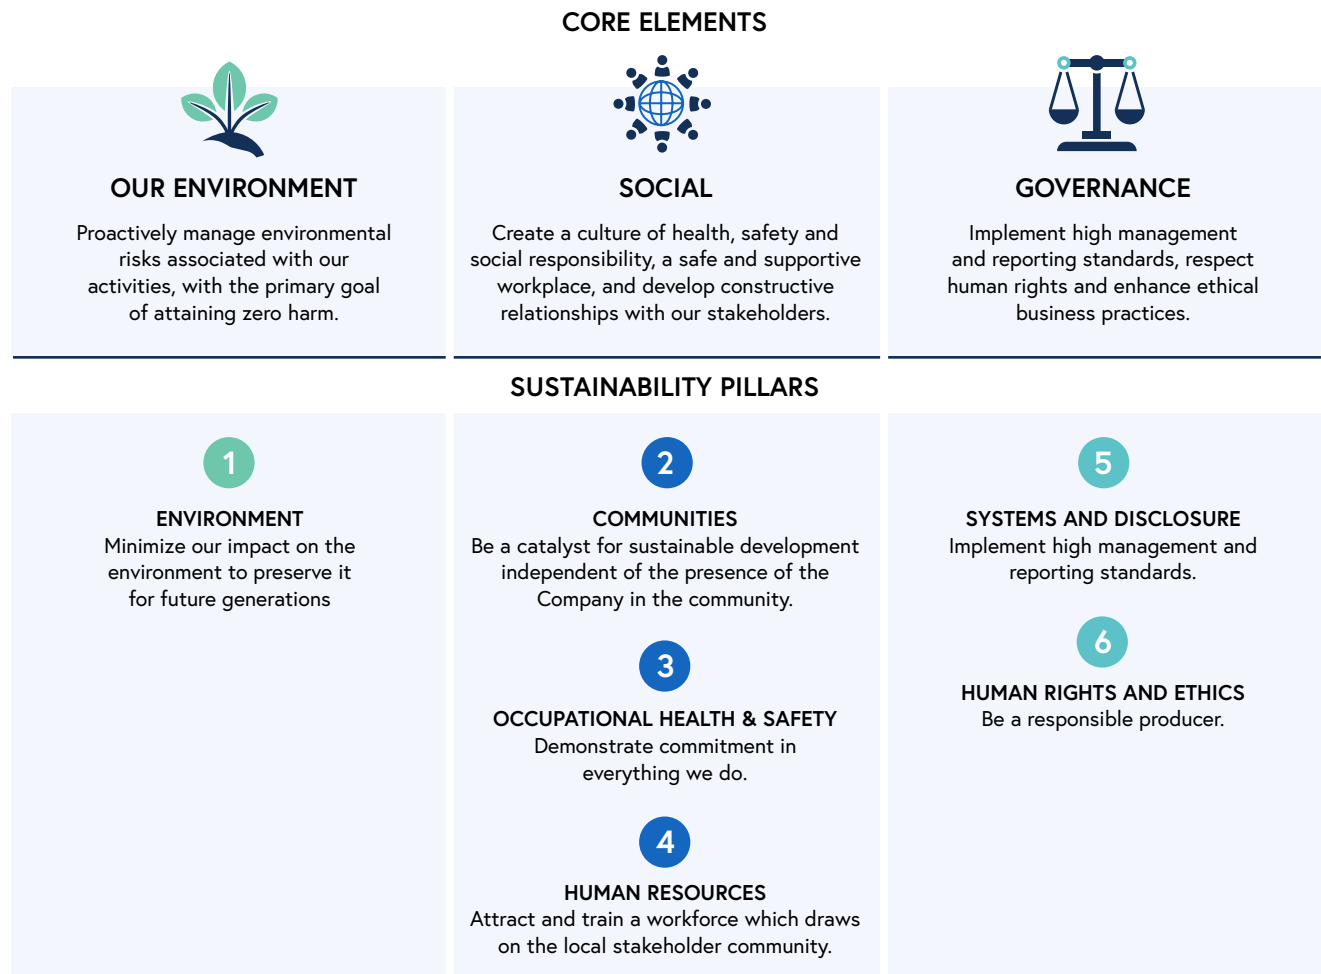 CORE ELEMENTS
OUR ENVIRONMENT
Proactively manage environmental
risks associated with our
activities, with the primary goal
of attaining zero harm.
SOCIAL
Create a culture of health, safety and
social responsibility, a safe and supportive
workplace, and develop constructive
relationships with our stakeholders.
GOVERNANCE
Implement high management
and reporting standards, respect
human rights and enhance ethical
business practices.
SUSTAINABILITY PILLARS
1
ENVIRONMENT
Minimize our impact on the
environment to preserve it
for future generations
2
COMMUNITIES
Be a catalyst for sustainable development
independent of the presence of the
Company in the community.
3
OCCUPATIONAL HEALTH & SAFETY
Demonstrate commitment in
everything we do.
4
HUMAN RESOURCES
Attract and train a workforce which draws
on the local stakeholder community.
5
SYSTEMS AND DISCLOSURE
Implement high management and
reporting standards.
6
HUMAN RIGHTS AND ETHICS
Be a responsible producer.